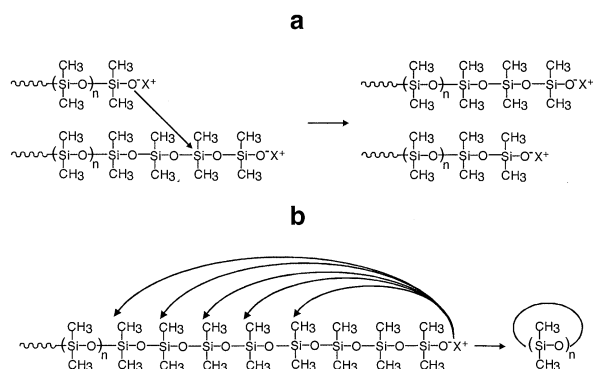 a
CH3 CH3 CH3 CH3 CH3 CH3
(Si—O)n—Si—O⁻X⁺ (Si—O)n—Si—O—Si—O—Si—O⁻X⁺
CH3 CH3 CH3 CH3 CH3 CH3
CH3 CH3 CH3 CH3 CH3 CH3 CH3 CH3
(Si—O)n—Si—O—Si—O—Si—O—Si—O⁻X⁺ (Si—O)n—Si—O—Si—O⁻X⁺
CH3 CH3 CH3 CH3 CH3 CH3 CH3 CH3
b
CH3 CH3 CH3 CH3 CH3 CH3 CH3 CH3 CH3 CH3
(Si—O)n—Si—O—Si—O—Si—O—Si—O—Si—O—Si—O—Si—O—Si—O⁻X⁺ (Si—O)n
CH3 CH3 CH3 CH3 CH3 CH3 CH3 CH3 CH3 CH3